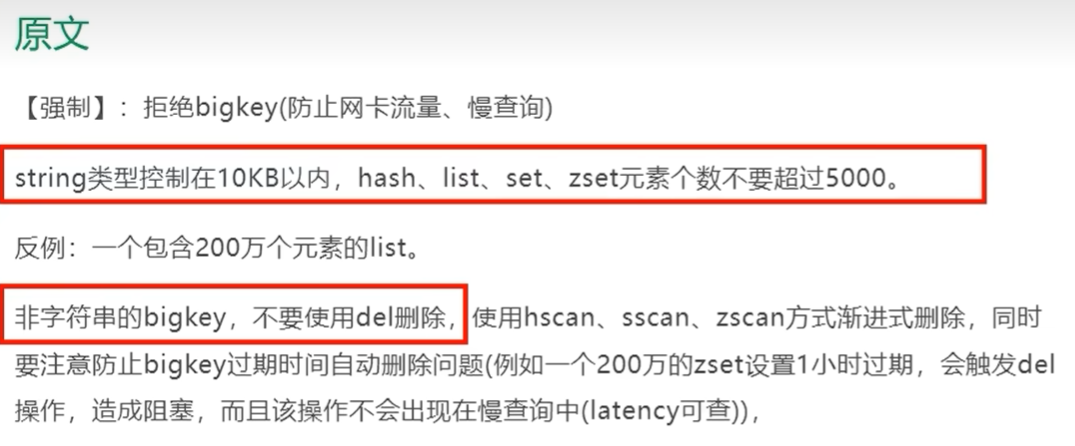 原文
【强制】：拒绝bigkey(防止网卡流量、慢查询)
string类型控制在10KB以内，hash、list、set、zset元素个数不要超过5000。
反例：一个包含200万个元素的list。
非字符串的bigkey，不要使用del删除，使用hscan、sscan、zscan方式渐进式删除，同时
要注意防止bigkey过期时间自动删除问题(例如一个200万的zset设置1小时过期，会触发del
操作，造成阻塞，而且该操作不会出现在慢查询中(latency可查))，